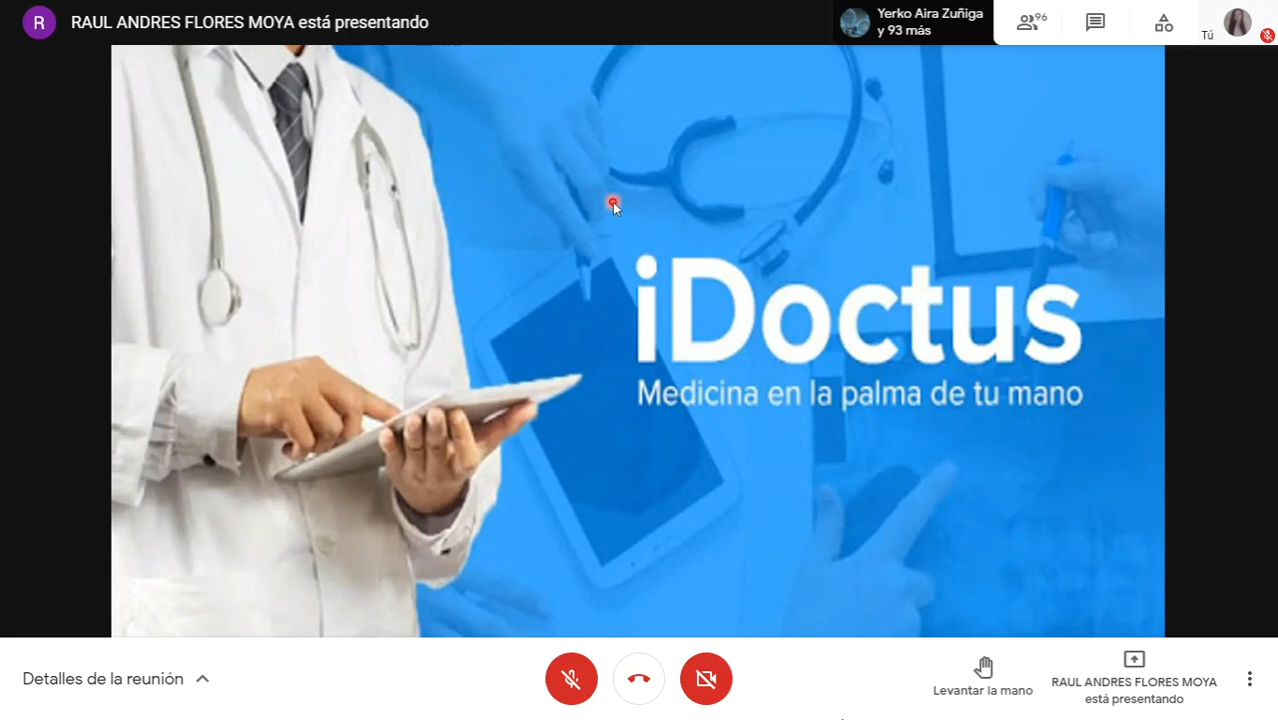 R
RAUL ANDRES FLORES MOYA está presentando
Yerko Aira Zuñiga
y 93 más
96
Tú
iDoctus
Medicina en la palma de tu mano
Detalles de la reunión
Levantar la mano
RAUL ANDRES FLORES MOYA
está presentando